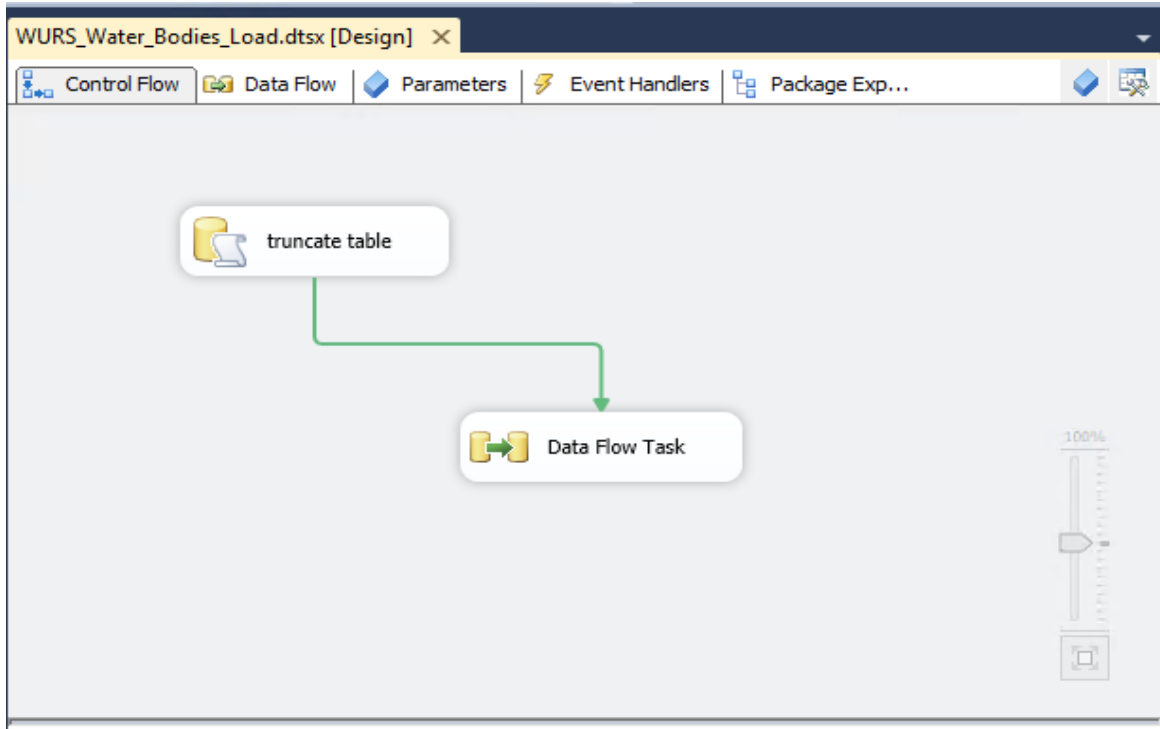 WURS_Water_Bodies_Load.dtsx [Design]
Control Flow Data Flow Parameters Event Handlers Package Exp...
truncate table
Data Flow Task
100%